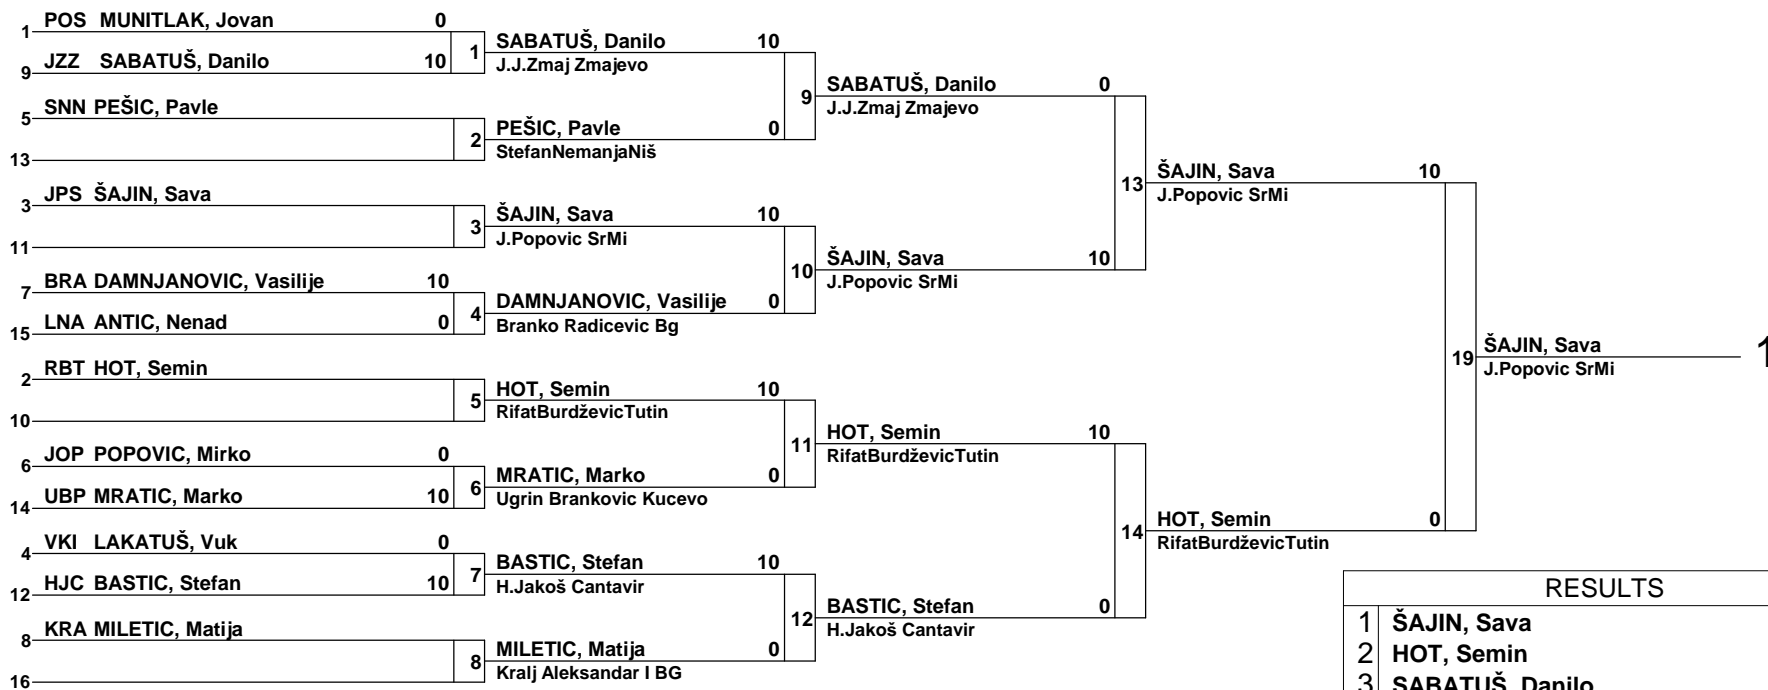 1 POS MUNITLAK, Jovan 0
9 JZZ SABATUŠ, Danilo 10
5 SNN PEŠIC, Pavle
13
3 JPS ŠAJIN, Sava
11
7 BRA DAMNJANOVIC, Vasilije 10
15 LNA ANTIC, Nenad 0
2 RBT HOT, Semin
10
6 JOP POPOVIC, Mirko 0
14 UBP MRATIC, Marko 10
4 VKI LAKATUŠ, Vuk 0
12 HJC BASTIC, Stefan 10
8 KRA MILETIC, Matija
16
1 SABATUŠ, Danilo 10
J.J.Zmaj Zmajevo
2 PEŠIC, Pavle 0
StefanNemanjaNiš
3 ŠAJIN, Sava 10
J.Popovic SrMi
4 DAMNJANOVIC, Vasilije 0
Branko Radicevic Bg
5 HOT, Semin 10
RifatBurdževicTutin
6 MRATIC, Marko 0
Ugrin Brankovic Kucevo
7 BASTIC, Stefan 10
H.Jakoš Cantavir
8 MILETIC, Matija 0
Kralj Aleksandar I BG
9 SABATUŠ, Danilo 0
J.J.Zmaj Zmajevo
10 ŠAJIN, Sava 10
J.Popovic SrMi
11 HOT, Semin 10
RifatBurdževicTutin
12 BASTIC, Stefan 0
H.Jakoš Cantavir
13 ŠAJIN, Sava 10
J.Popovic SrMi
14 HOT, Semin 0
RifatBurdževicTutin
19 ŠAJIN, Sava 1
J.Popovic SrMi
RESULTS
1 ŠAJIN, Sava
2 HOT, Semin
3 SABATUŠ, Danilo